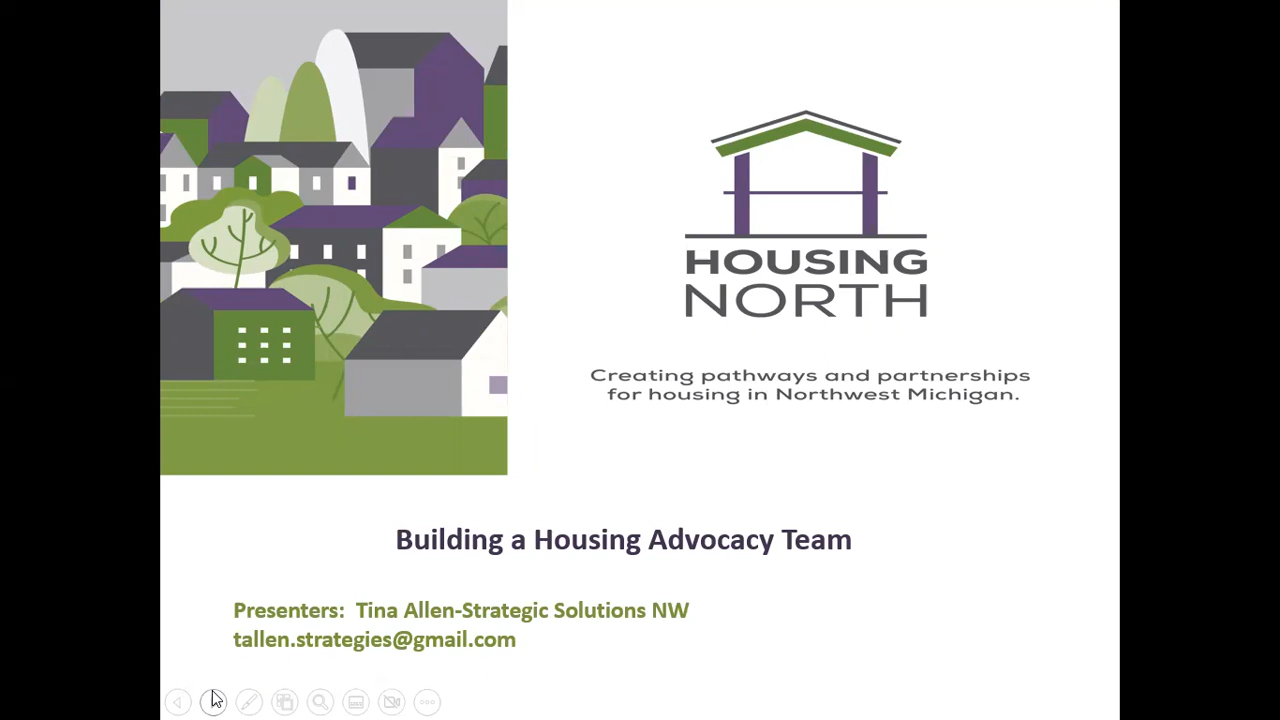 HOUSING
NORTH
Creating pathways and partnerships
for housing in Northwest Michigan.
Building a Housing Advocacy Team
Presenters:  Tina Allen-Strategic Solutions NW
tallen.strategies@gmail.com